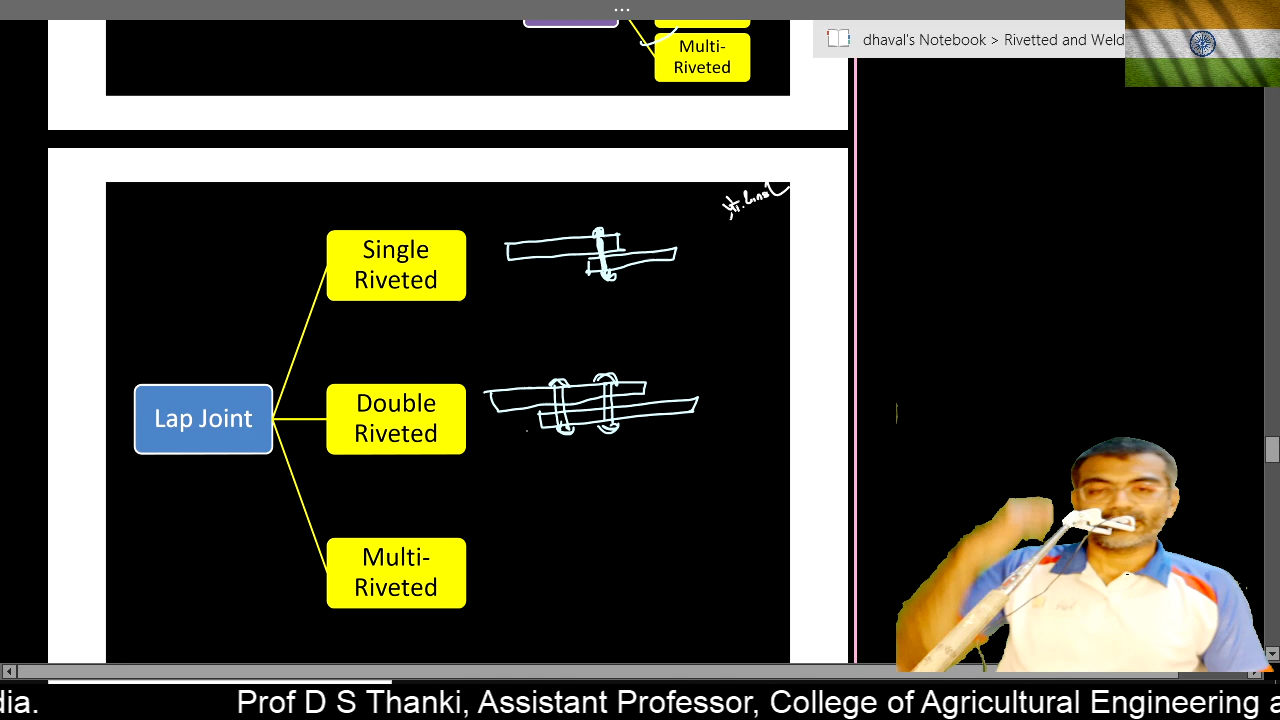 ...
Multi-
Riveted
dhaval's Notebook > Rivetted and Weld
Single
Riveted
Lap Joint
Double
Riveted
Multi-
Riveted
dia.
Prof D S Thanki, Assistant Professor, College of Agricultural Engineering a